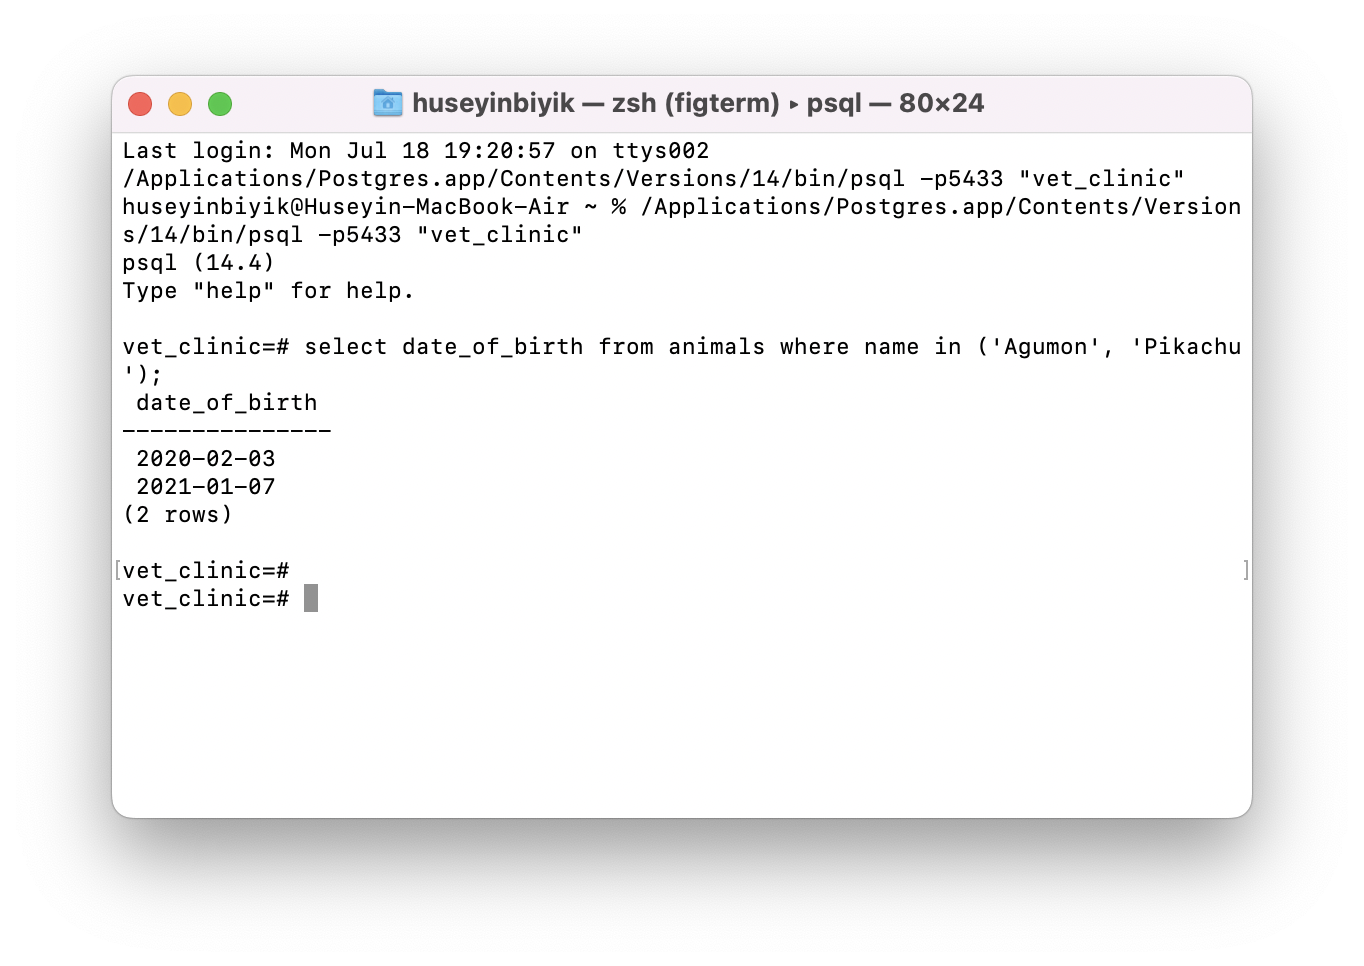 huseyinbiyik — zsh (figterm) ▸ psql — 80×24
Last login: Mon Jul 18 19:20:57 on ttys002
/Applications/Postgres.app/Contents/Versions/14/bin/psql -p5433 "vet_clinic"
huseyinbiyik@Huseyin-MacBook-Air ~ % /Applications/Postgres.app/Contents/Version
s/14/bin/psql -p5433 "vet_clinic"
psql (14.4)
Type "help" for help.

vet_clinic=# select date_of_birth from animals where name in ('Agumon', 'Pikachu
');
 date_of_birth
---------------
 2020-02-03
 2021-01-07
(2 rows)

[vet_clinic=# ]
vet_clinic=#